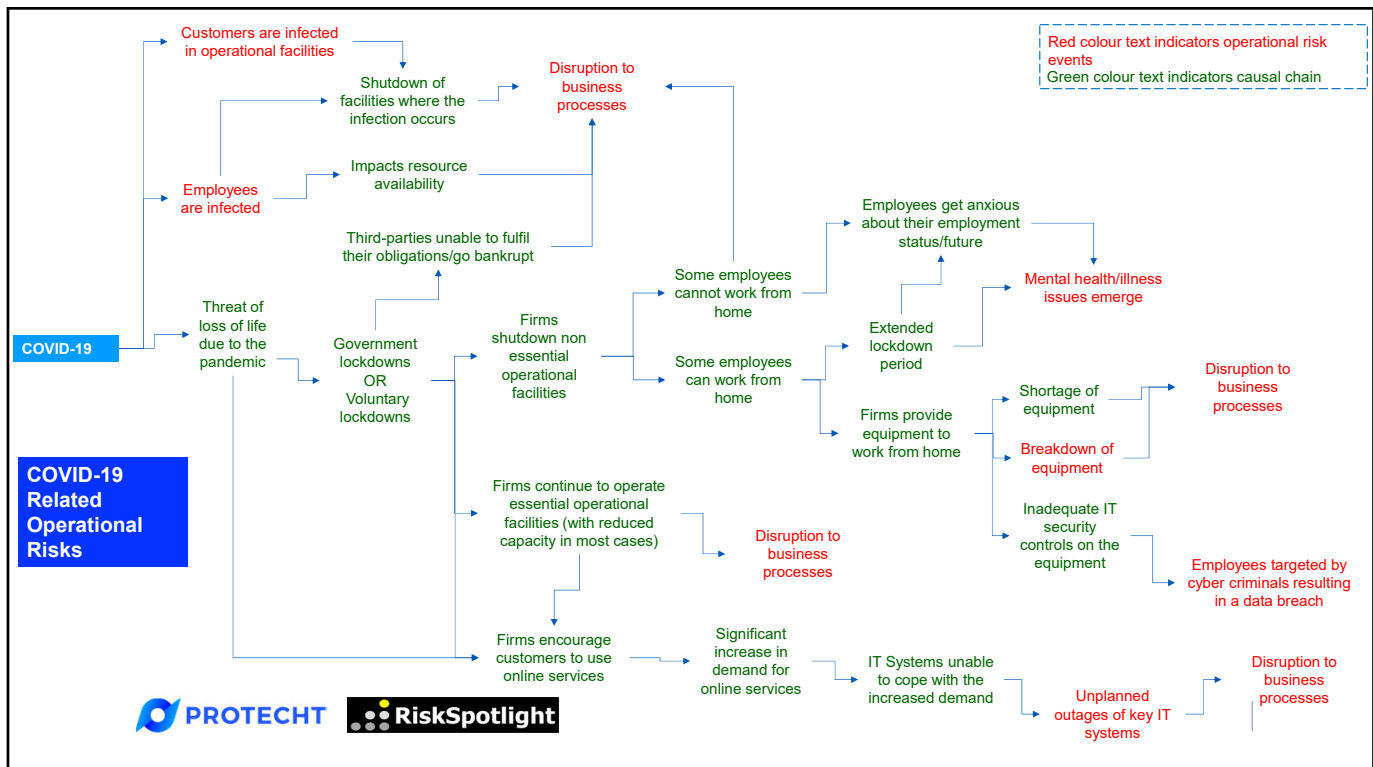 Customers are infected
in operational facilities
Shutdown of
facilities where the
infection occurs
Disruption to
business
processes
Red colour text indicators operational risk
events
Green colour text indicators causal chain
Employees
are infected
Impacts resource
availability
Third-parties unable to fulfil
their obligations/go bankrupt
Employees get anxious
about their employment
status/future
Some employees
cannot work from
home
Mental health/illness
issues emerge
COVID-19
Threat of
loss of life
due to the
pandemic
Government
lockdowns
OR
Voluntary
lockdowns
Firms
shutdown non
essential
operational
facilities
Some employees
can work from
home
Extended
lockdown
period
Firms provide
equipment to
work from home
Shortage of
equipment
Breakdown of
equipment
Disruption to
business
processes
COVID-19
Related
Operational
Risks
Firms continue to operate
essential operational
facilities (with reduced
capacity in most cases)
Disruption to
business
processes
Inadequate IT
security
controls on the
equipment
Employees targeted by
cyber criminals resulting
in a data breach
Firms encourage
customers to use
online services
Significant
increase in
demand for
online services
IT Systems unable
to cope with the
increased demand
Unplanned
outages of key IT
systems
Disruption to
business
processes
PROTECHT
RiskSpotlight